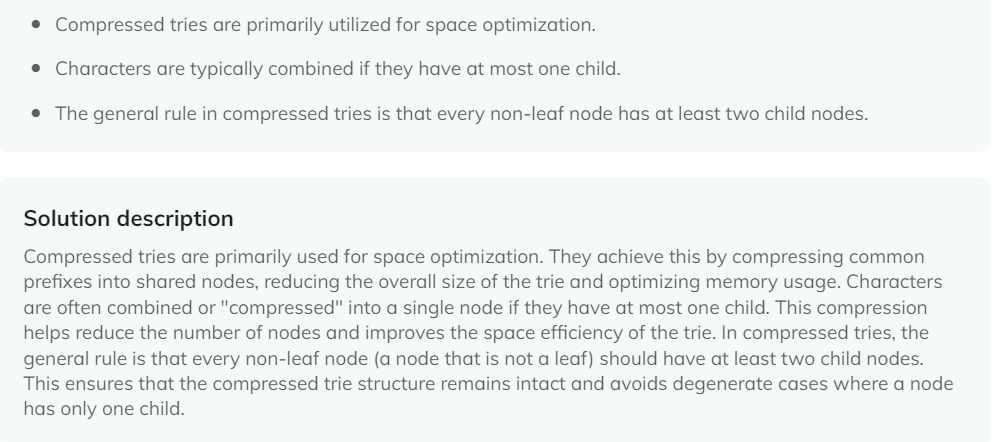 • Compressed tries are primarily utilized for space optimization.
• Characters are typically combined if they have at most one child.
• The general rule in compressed tries is that every non-leaf node has at least two child nodes.
Solution description
Compressed tries are primarily used for space optimization. They achieve this by compressing common
prefixes into shared nodes, reducing the overall size of the trie and optimizing memory usage. Characters
are often combined or "compressed" into a single node if they have at most one child. This compression
helps reduce the number of nodes and improves the space efficiency of the trie. In compressed tries, the
general rule is that every non-leaf node (a node that is not a leaf) should have at least two child nodes.
This ensures that the compressed trie structure remains intact and avoids degenerate cases where a node
has only one child.